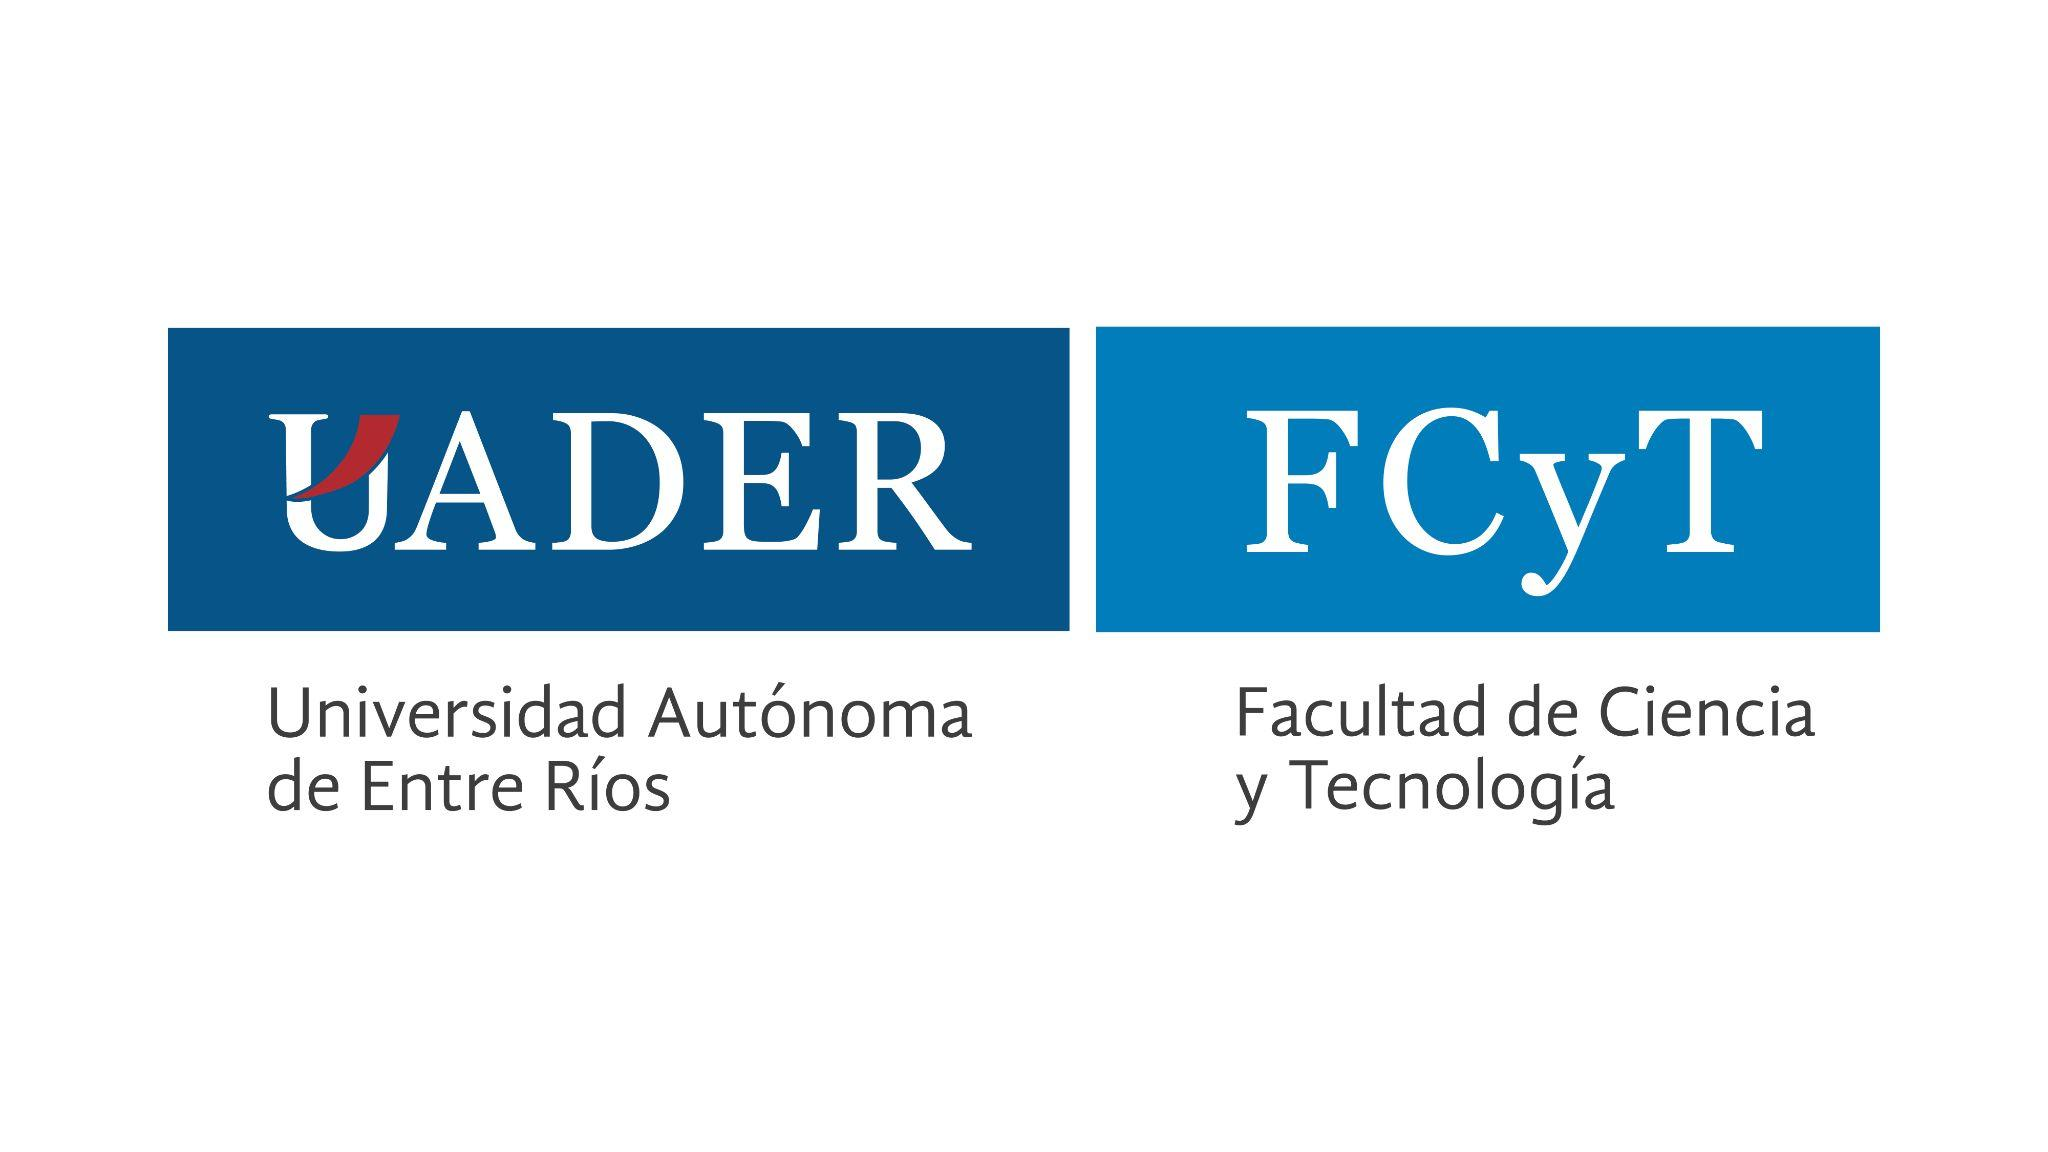 UADER
Universidad Autónoma
de Entre Ríos
FCyT
Facultad de Ciencia
y Tecnología